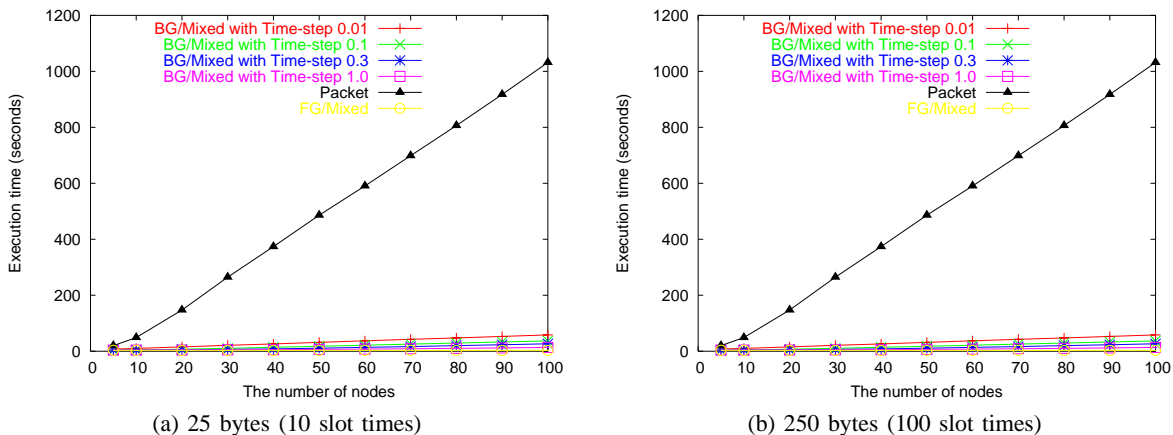 1200
1000
800
600
400
200
0
Execution time (seconds)
BG/Mixed with Time-step 0.01
BG/Mixed with Time-step 0.1
BG/Mixed with Time-step 0.3
BG/Mixed with Time-step 1.0
Packet
FG/Mixed
0 10 20 30 40 50 60 70 80 90 100
The number of nodes
(a) 25 bytes (10 slot times)
1200
1000
800
600
400
200
0
Execution time (seconds)
BG/Mixed with Time-step 0.01
BG/Mixed with Time-step 0.1
BG/Mixed with Time-step 0.3
BG/Mixed with Time-step 1.0
Packet
FG/Mixed
0 10 20 30 40 50 60 70 80 90 100
The number of nodes
(b) 250 bytes (100 slot times)